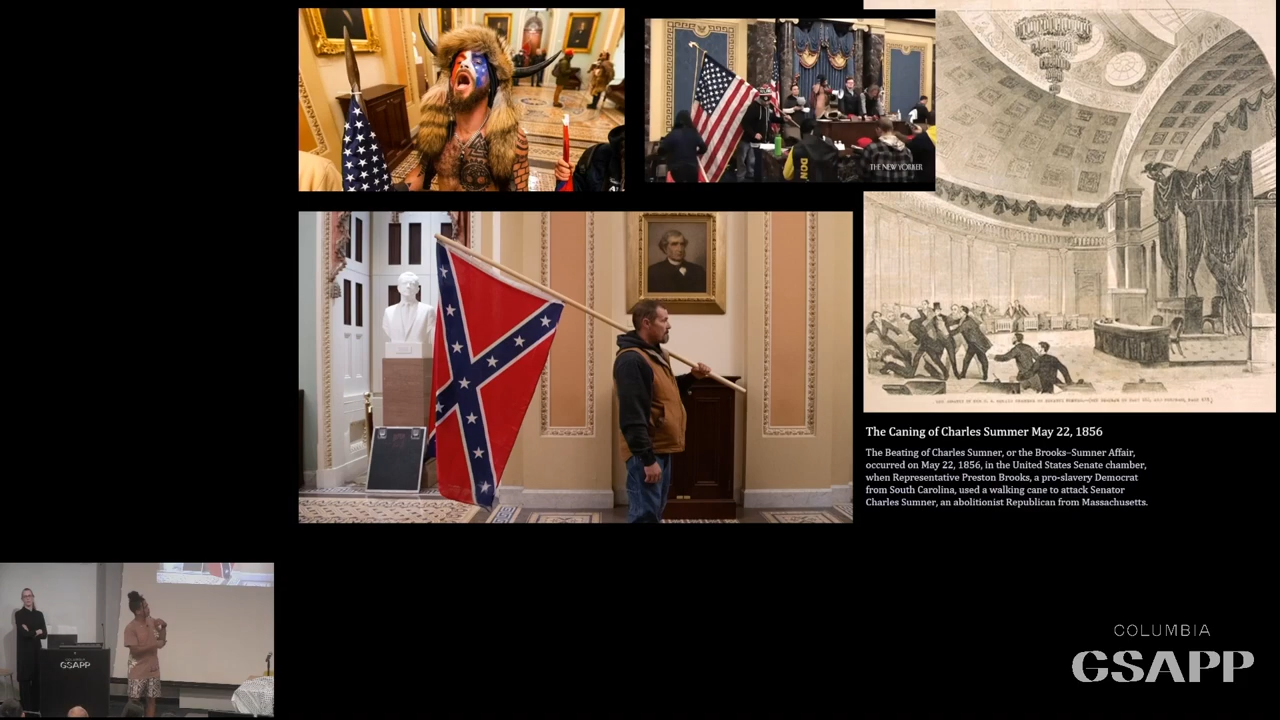 THE NEW YORKER
DON'
The Caning of Charles Summer May 22, 1856
The Beating of Charles Sumner, or the Brooks–Sumner Affair,
occurred on May 22, 1856, in the United States Senate chamber,
when Representative Preston Brooks, a pro-slavery Democrat
from South Carolina, used a walking cane to attack Senator
Charles Sumner, an abolitionist Republican from Massachusetts.
GSAPP
COLUMBIA
GSAPP